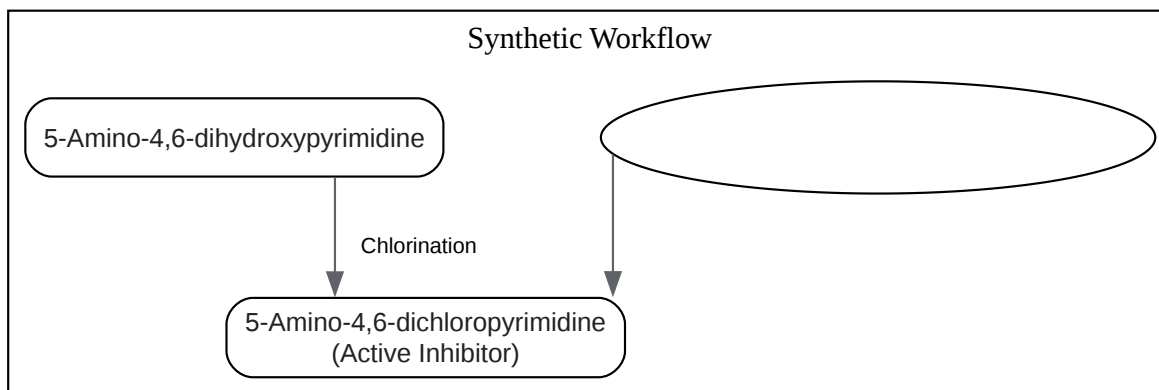 Synthetic Workflow
5-Amino-4,6-dihydroxypyrimidine
Chlorination
5-Amino-4,6-dichloropyrimidine
(Active Inhibitor)